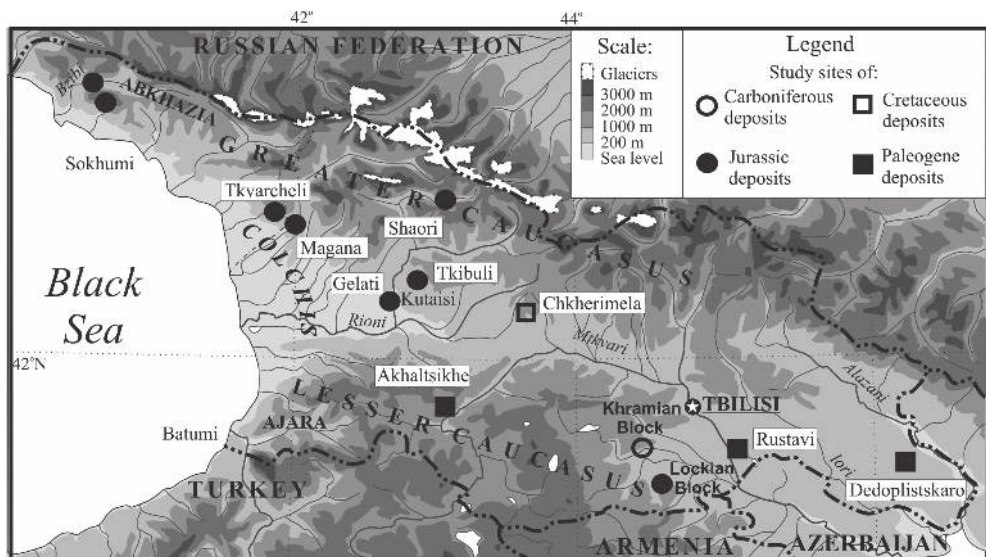 42°
44°
RUSSIAN FEDERATION
Scale:
Glaciers
3000 m
2000 m
1000 m
200 m
Sea level
Legend
Study sites of:
Carboniferous
deposits
Cretaceous
deposits
Jurassic
deposits
Paleogene
deposits
Bzibi
ABKHAZIA
Sokhumi
GREATER CAUCASUS
Tkvarcheli
Magana
COLCHIS
Shaori
Gelati
Tkibuli
Kutaisi
Rioni
Chkherimela
Black
Sea
42°N
Mtkvari
Alazani
Akhaltsikhe
LESSER CAUCASUS
Khramian
Block
TBILISI
AJARA
Batumi
Rustavi
Iori
Lockian
Block
Dedoplistskaro
TURKEY
ARMENIA
AZERBAIJAN